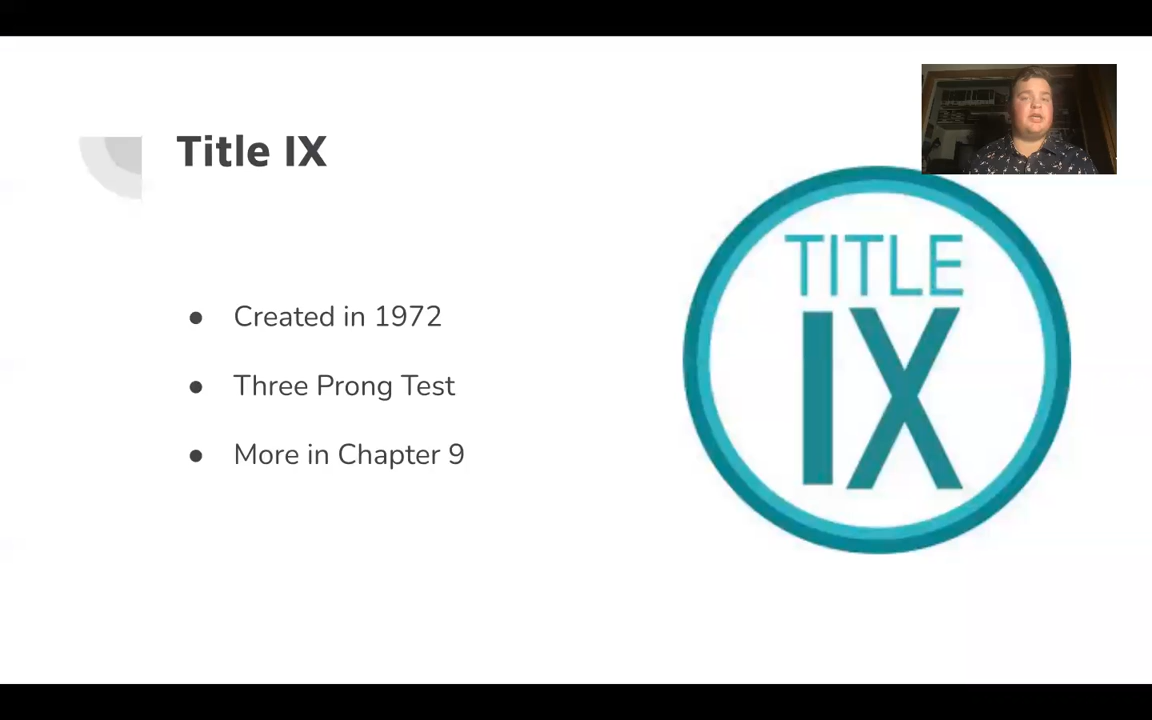 Title IX
● Created in 1972
● Three Prong Test
● More in Chapter 9
TITLE
IX